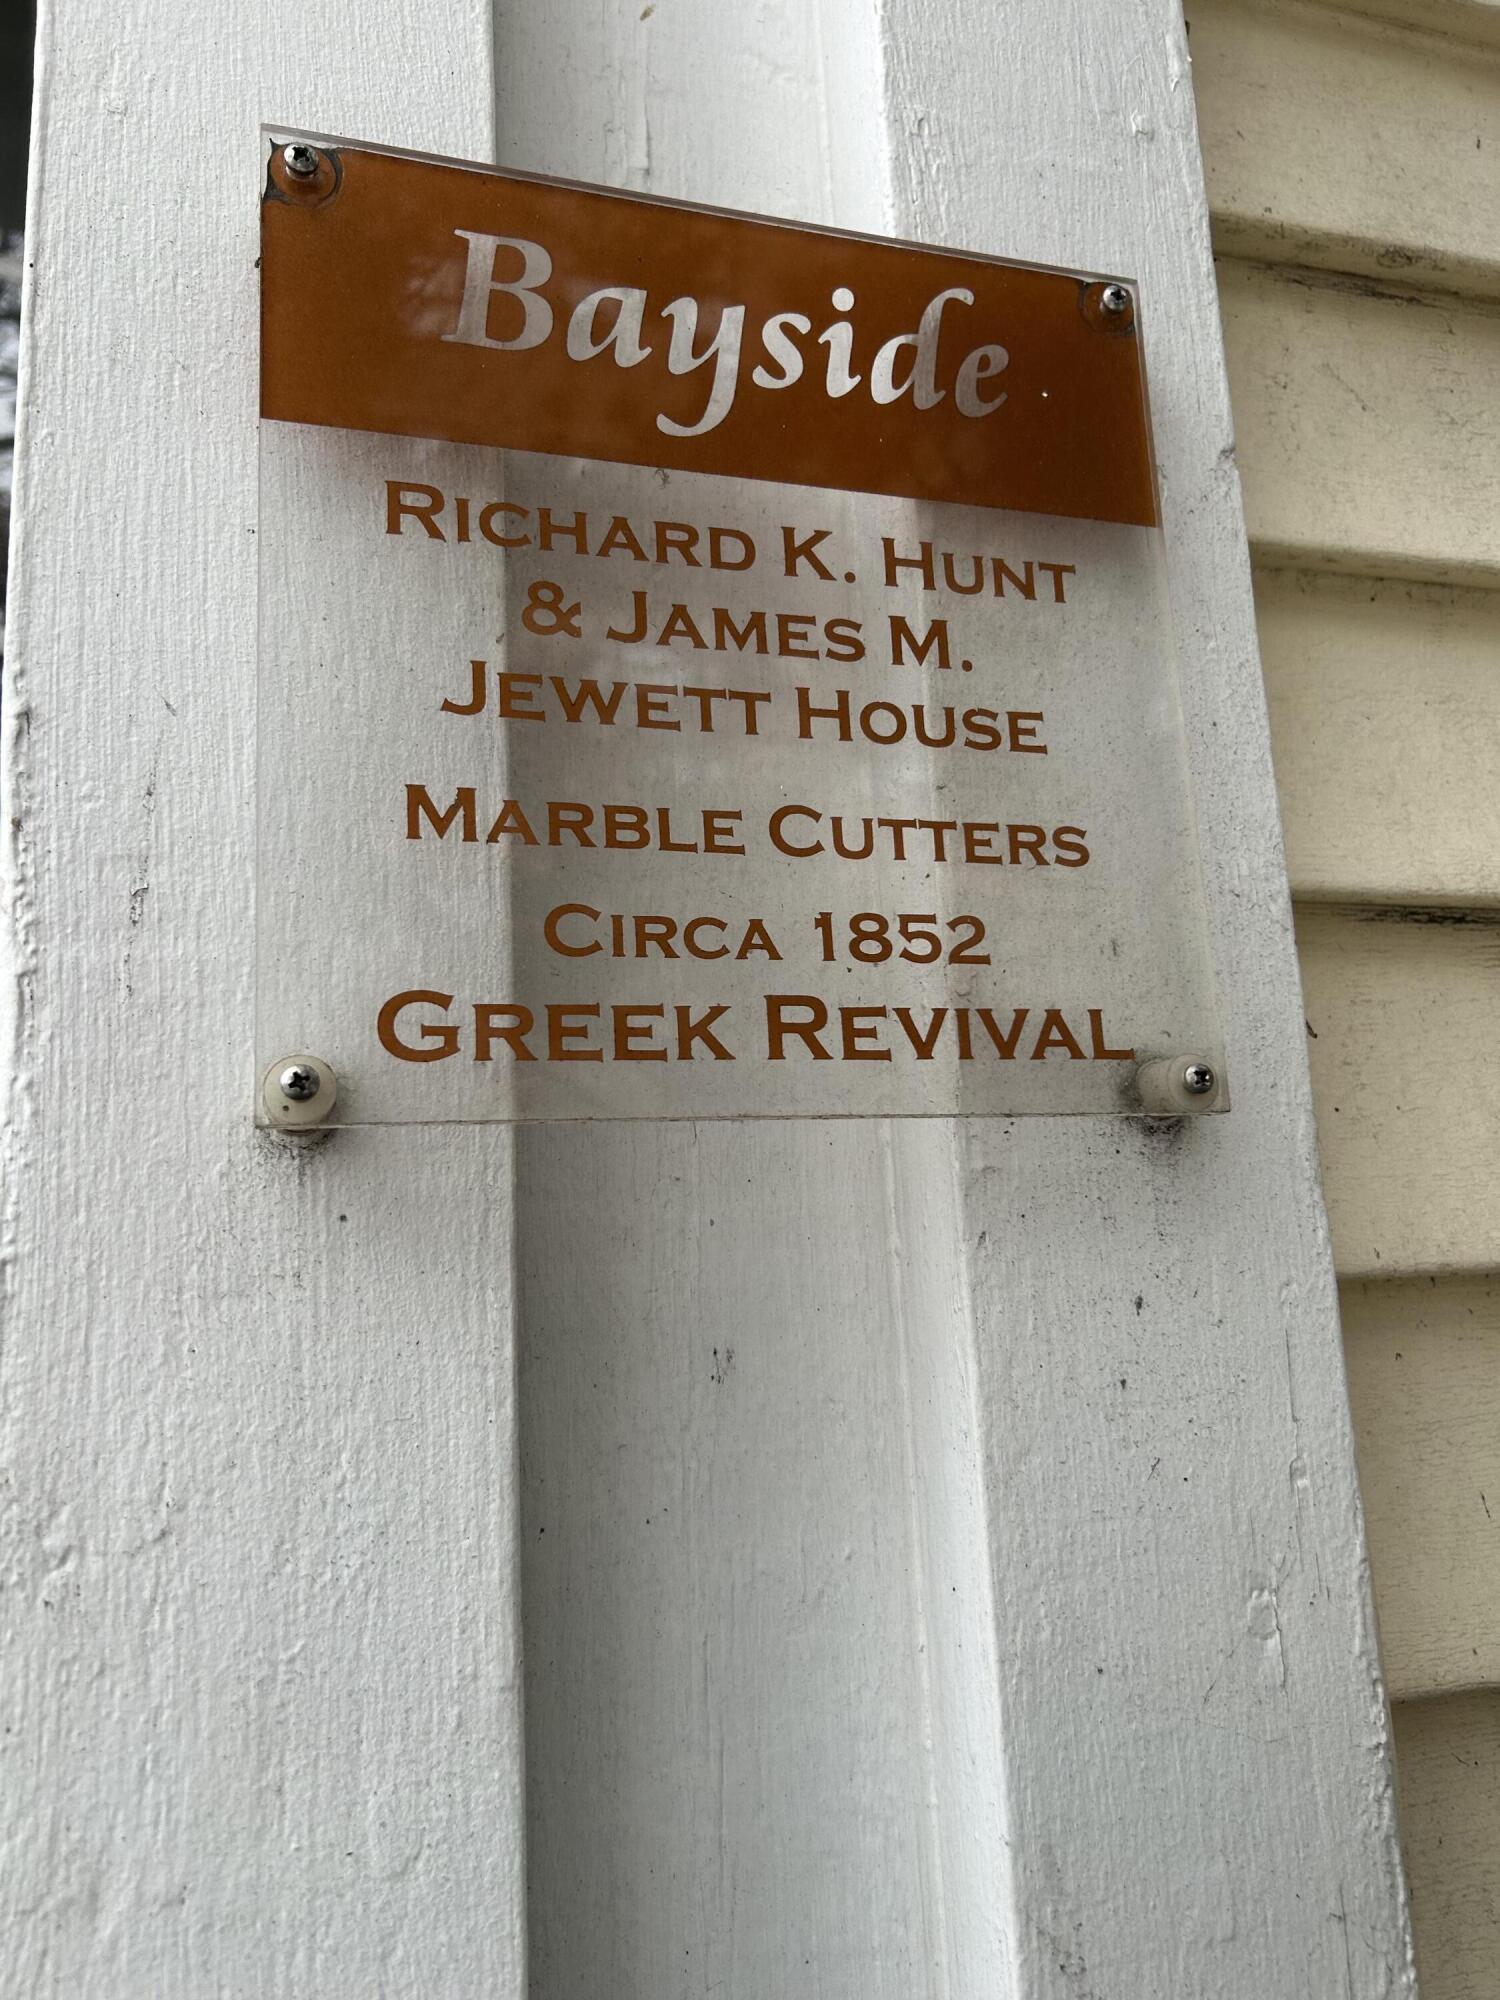 Bayside
RICHARD K. HUNT
& JAMES M.
JEWETT HOUSE
MARBLE CUTTERS
CIRCA 1852
GREEK REVIVAL